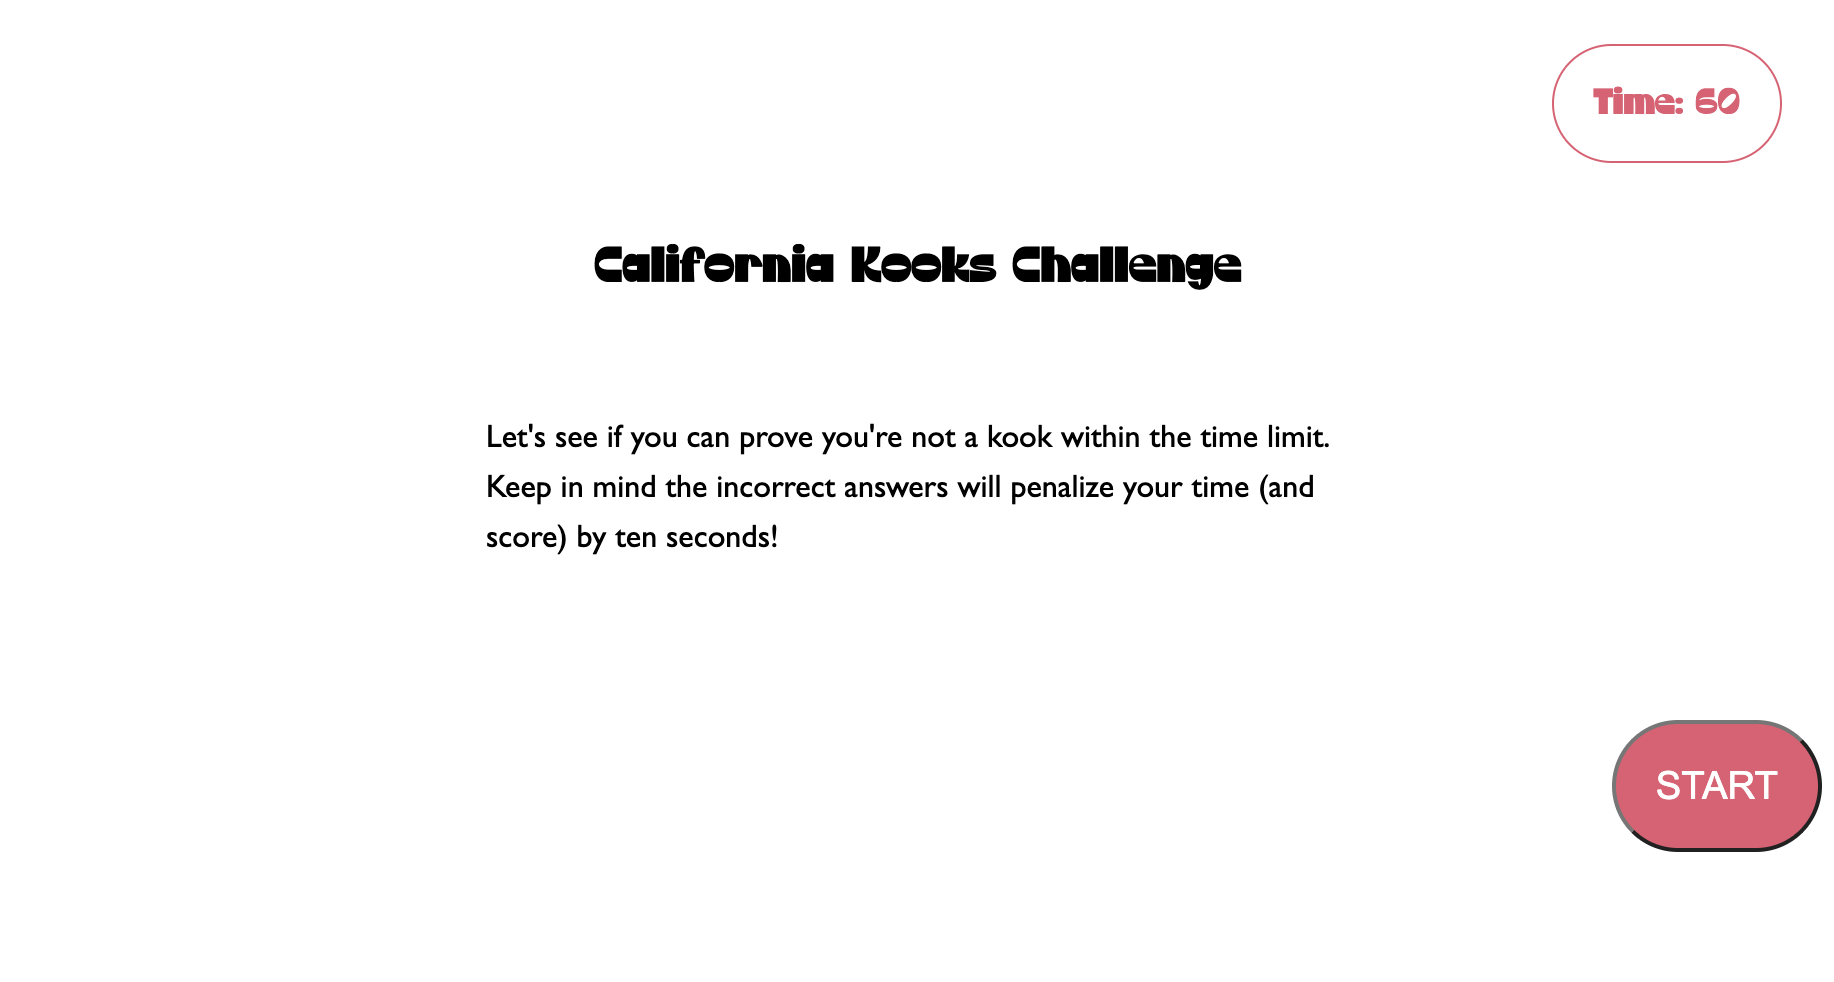 Time: 60
California Kooks Challenge
Let's see if you can prove you're not a kook within the time limit.
Keep in mind the incorrect answers will penalize your time (and
score) by ten seconds!
START